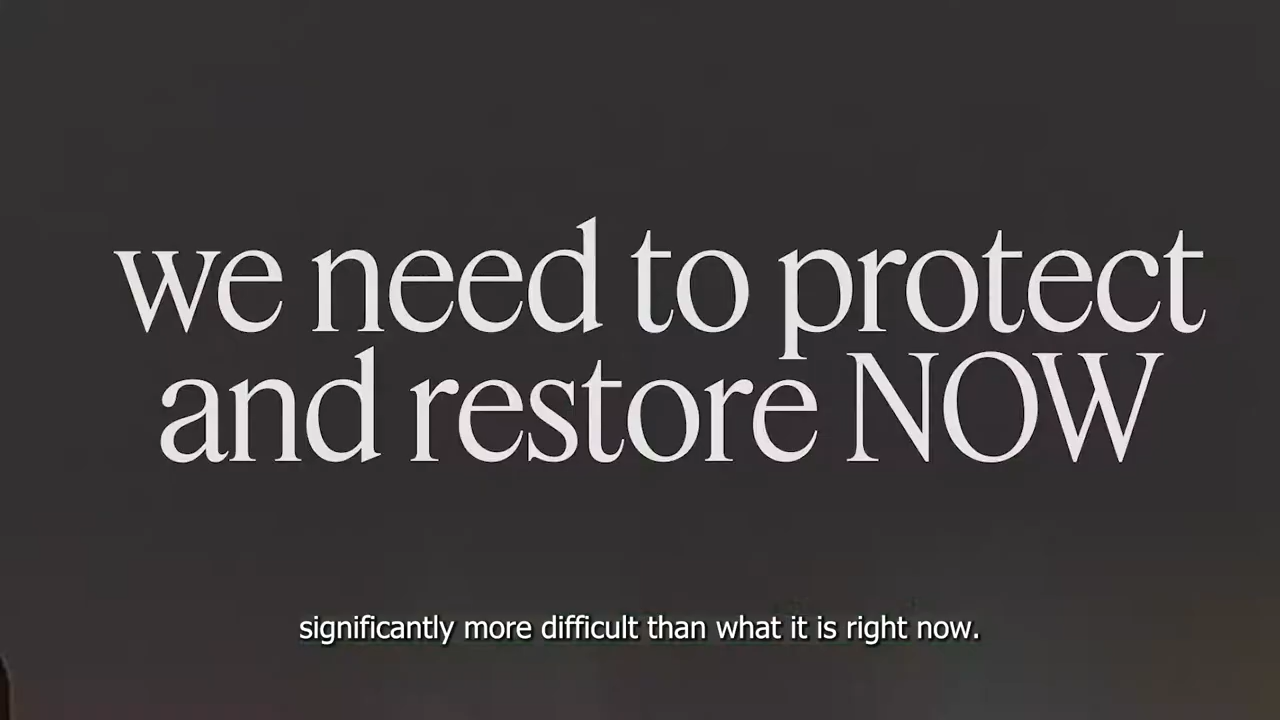 we need to protect
and restore NOW
significantly more difficult than what it is right now.